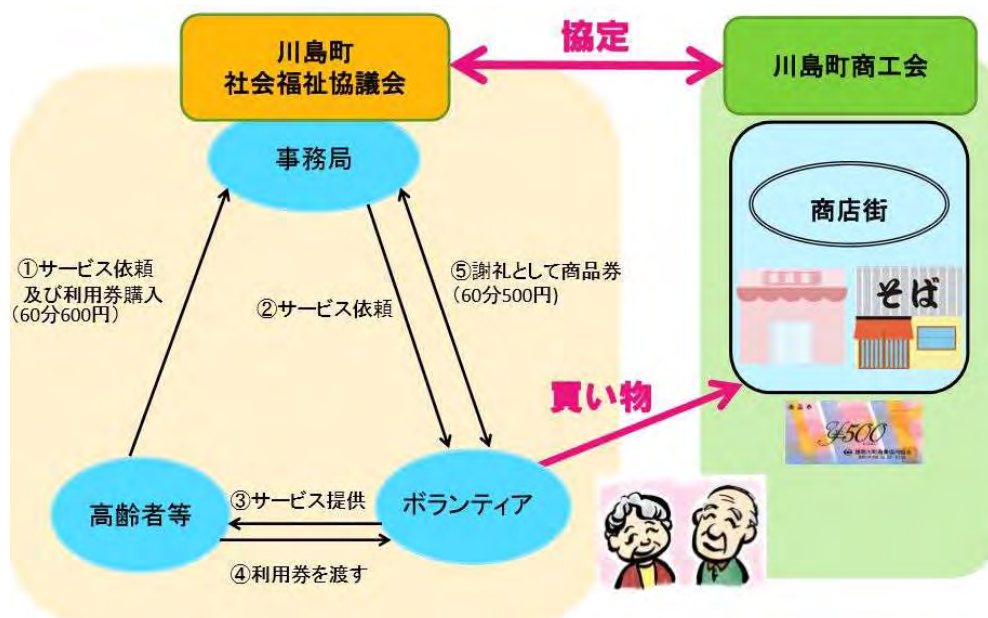 川島町
社会福祉協議会
協定
川島町商工会
事務局
商店街
そば
①サービス依頼
及び利用券購入
(60分600円)
②サービス依頼
⑤謝礼として商品券
(60分500円)
買い物
商品券
¥500
高齢者等
③サービス提供
ボランティア
④利用券を渡す